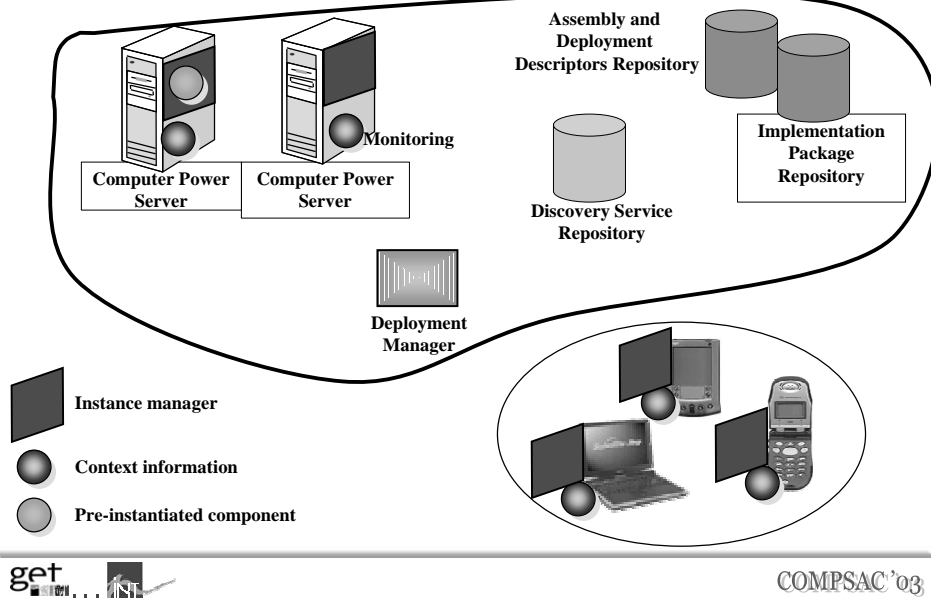 Assembly and
Deployment
Descriptors Repository
Monitoring
Implementation
Package
Repository
Computer Power
Server
Computer Power
Server
Discovery Service
Repository
Deployment
Manager
Instance manager
Context information
Pre-instantiated component
get
INT
COMPSAC '03